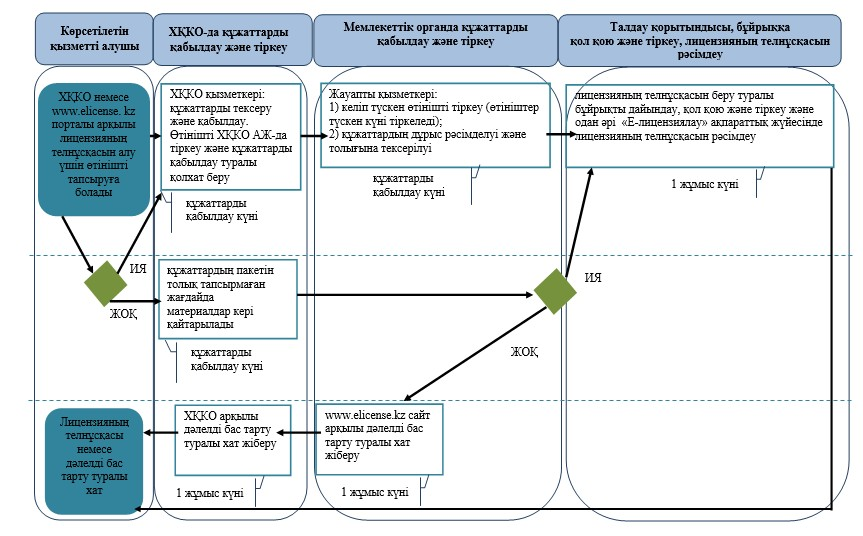 Көрсетілетін
қызметті алушы
ХҚКО-да құжаттарды
қабылдау және тіркеу
Мемлекеттік органда құжаттарды
қабылдау және тіркеу
Талдау қорытындысы, бұйрыққа
қол қою және тіркеу, лицензияның телнұсқасын
рәсімдеу
ХҚКО немесе
www.elicense. kz
порталы арқылы
лицензияның
телнұсқасын алу
үшін өтінішті
тапсыруға
болады
ХҚКО қызметкері:
құжаттарды тексеру
және қабылдау.
Өтінішті ХҚКО АЖ-да
тіркеу және құжаттарды
қабылдау туралы
қолхат беру
Жауапты қызметкері:
1) келіп түскен өтінішті тіркеу (өтініштер
түскен күні тіркеледі);
2) құжаттардың дұрыс рәсімделуі және
толығына тексерілуі
лицензияның телнұсқасын беру туралы
бұйрықты дайындау, қол қою және тіркеу және
одан әрі «Е-лицензиялау» ақпараттық жүйесінде
лицензияның телнұсқасын рәсімдеу
құжаттарды
қабылдау күні
құжаттарды
қабылдау күні
1 жұмыс күні
ИЯ
ЖОҚ
құжаттардың пакетін
толық тапсырмаған
жағдайда
материалдар кері
қайтарылады
ИЯ
ЖОҚ
құжаттарды
қабылдау күні
Лицензияның
телнұсқасы
немесе
дәлелді бас
тарту туралы
хат
ХҚКО арқылы
дәлелді бас тарту
туралы хат жіберу
www.elicense.kz сайт
арқылы дәлелді бас
тарту туралы хат
жіберу
1 жұмыс күні
1 жұмыс күні